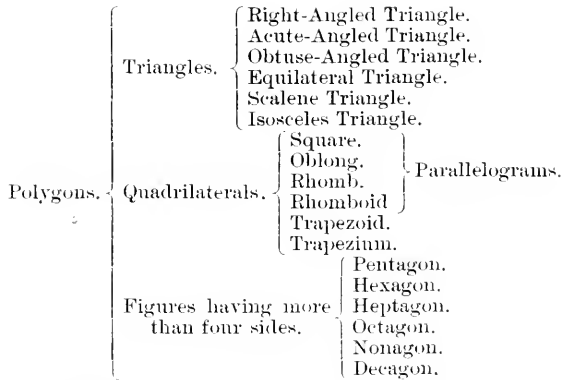 Right-Angled Triangle.
Acute-Angled Triangle.
Obtuse-Angled Triangle.
Triangles.
Equilateral Triangle.
Scalene Triangle.
Isosceles Triangle.
Square.
Oblong.
Parallelograms.
Rhomb.
Polygons. Quadrilaterals.
Rhomboid
Trapezoid.
Trapezium.
Pentagon.
Hexagon.
Figures having more
Heptagon.
than four sides.
Octagon.
Nonagon.
Decagon.